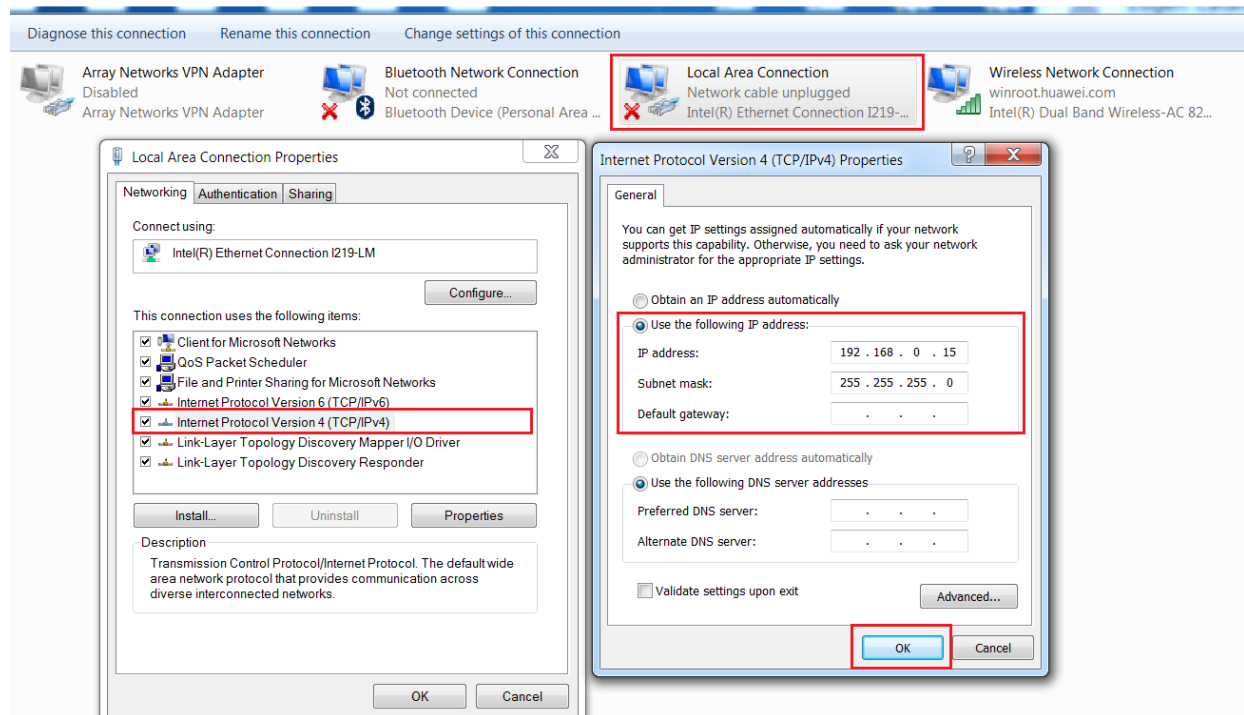 Diagnose this connection Rename this connection Change settings of this connection
Array Networks VPN Adapter
Disabled
Array Networks VPN Adapter
Bluetooth Network Connection
Not connected
Bluetooth Device (Personal Area ...
Local Area Connection
Network cable unplugged
Intel(R) Ethernet Connection I219-...
Wireless Network Connection
winroot.huawei.com
Intel(R) Dual Band Wireless-AC 82...
Local Area Connection Properties
Networking Authentication Sharing
Connect using:
Intel(R) Ethernet Connection I219-LM
Configure...
This connection uses the following items:
Client for Microsoft Networks
QoS Packet Scheduler
File and Printer Sharing for Microsoft Networks
Internet Protocol Version 6 (TCP/IPv6)
Internet Protocol Version 4 (TCP/IPv4)
Link-Layer Topology Discovery Mapper I/O Driver
Link-Layer Topology Discovery Responder
Install... Uninstall Properties
Description
Transmission Control Protocol/Internet Protocol. The default wide
area network protocol that provides communication across
diverse interconnected networks.
OK Cancel
Internet Protocol Version 4 (TCP/IPv4) Properties
General
You can get IP settings assigned automatically if your network
supports this capability. Otherwise, you need to ask your network
administrator for the appropriate IP settings.
Obtain an IP address automatically
Use the following IP address:
IP address: 192 . 168 . 0 . 15
Subnet mask: 255 . 255 . 255 . 0
Default gateway: . . .
Obtain DNS server address automatically
Use the following DNS server addresses
Preferred DNS server: . . .
Alternate DNS server: . . .
Validate settings upon exit
Advanced...
OK Cancel